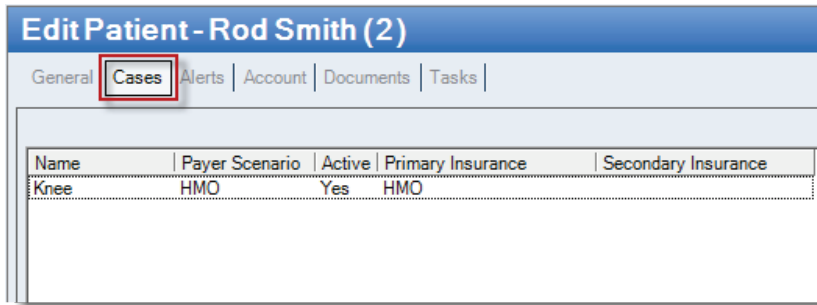 Edit Patient - Rod Smith (2)
General Cases Alerts Account Documents Tasks
Name Payer Scenario Active Primary Insurance Secondary Insurance
Knee HMO Yes HMO